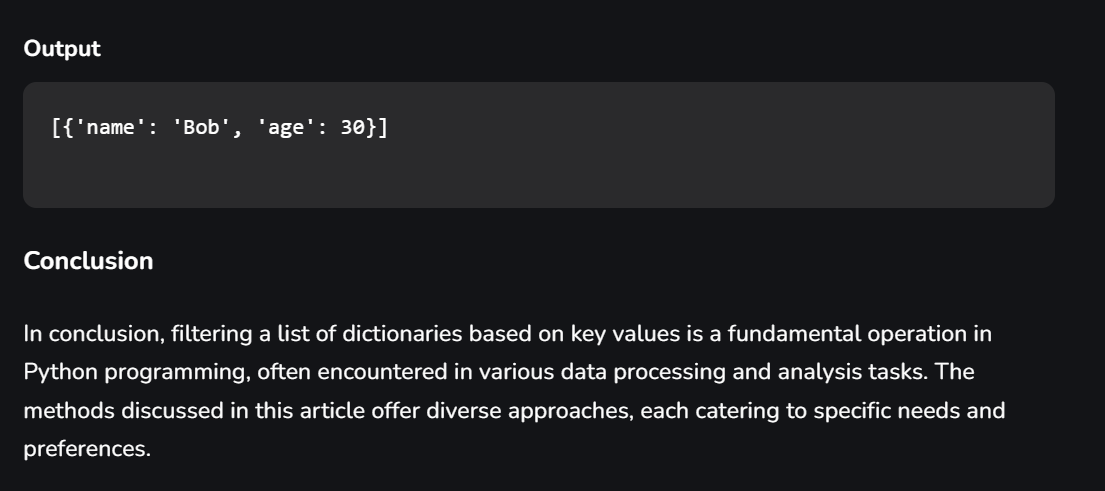 Output
[{'name': 'Bob', 'age': 30}]
Conclusion
In conclusion, filtering a list of dictionaries based on key values is a fundamental operation in
Python programming, often encountered in various data processing and analysis tasks. The
methods discussed in this article offer diverse approaches, each catering to specific needs and
preferences.